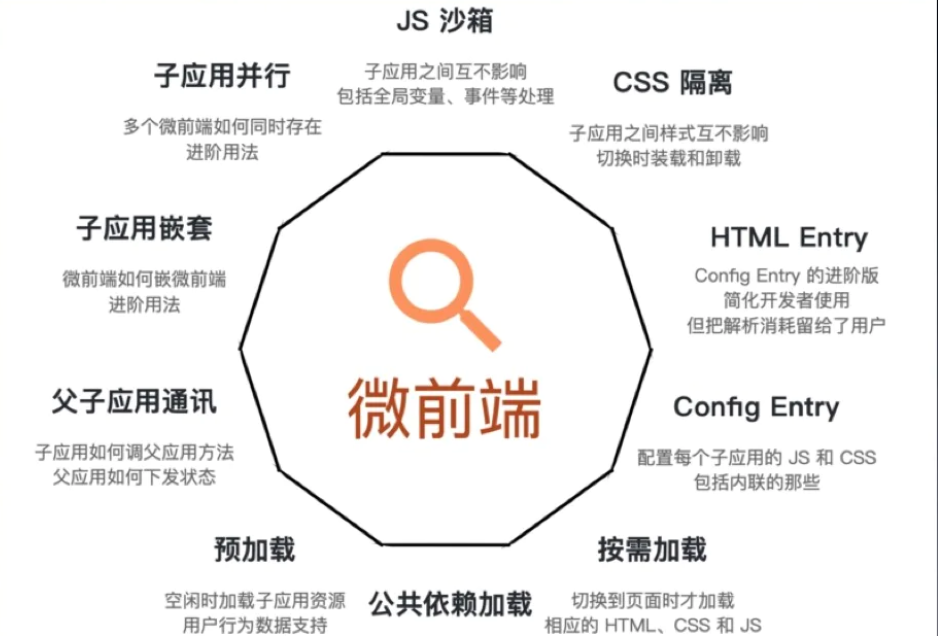 JS 沙箱
子应用之间互不影响
包括全局变量、事件等处理
CSS 隔离
子应用之间样式互不影响
切换时装载和卸载
HTML Entry
Config Entry 的进阶版
简化开发者使用
但把解析消耗留给了用户
Config Entry
配置每个子应用的 JS 和 CSS
包括内联的那些
按需加载
切换到页面时才加载
相应的 HTML、CSS 和 JS
公共依赖加载
预加载
空闲时加载子应用资源
用户行为数据支持
父子应用通讯
子应用如何调父应用方法
父应用如何下发状态
子应用嵌套
微前端如何嵌微前端
进阶用法
子应用并行
多个微前端如何同时存在
进阶用法
微前端